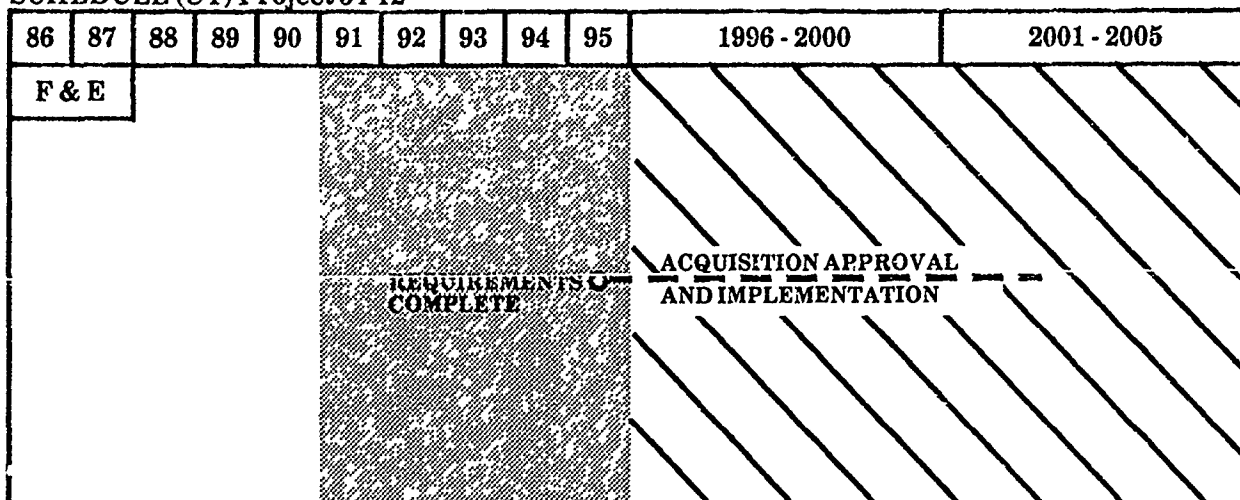 86 87 88 89 90 91 92 93 94 95 1996 - 2000 2001 - 2005
F & E
ACQUISITION APPROVAL
REQUIREMENTS
AND IMPLEMENTATION
COMPLETE